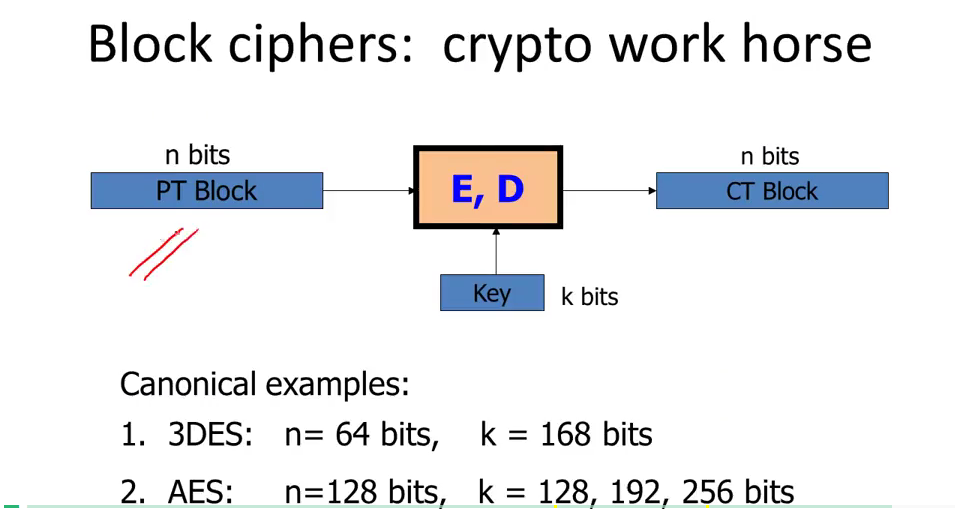 Block ciphers: crypto work horse
n bits
n bits
PT Block
E, D
CT Block
Key
k bits
Canonical examples:
1. 3DES: n= 64 bits, k = 168 bits
2. AES: n=128 bits, k = 128, 192, 256 bits